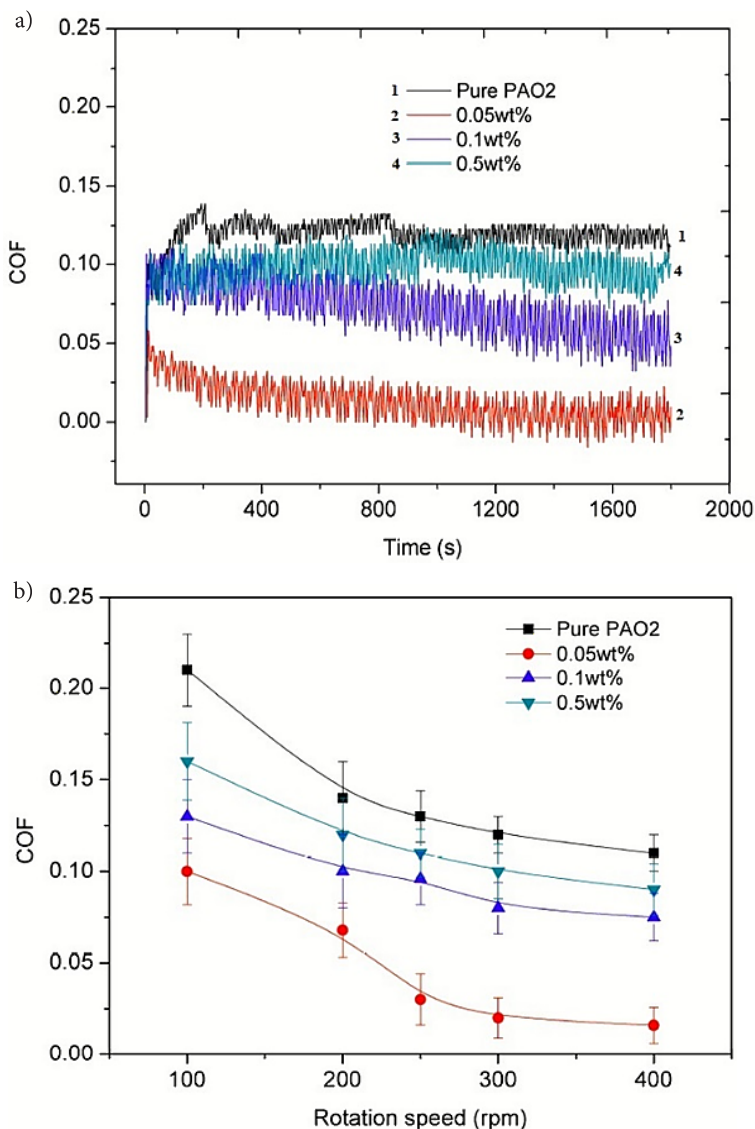 a)
0.25
0.20
0.15
0.10
0.05
0.00
COF
1 Pure PAO2
2 0.05wt%
3 0.1wt%
4 0.5wt%
1
4
3
2
0 400 800 1200 1600 2000
Time (s)
b)
0.25
0.20
0.15
0.10
0.05
0.00
COF
Pure PAO2
0.05wt%
0.1wt%
0.5wt%
100 200 300 400
Rotation speed (rpm)